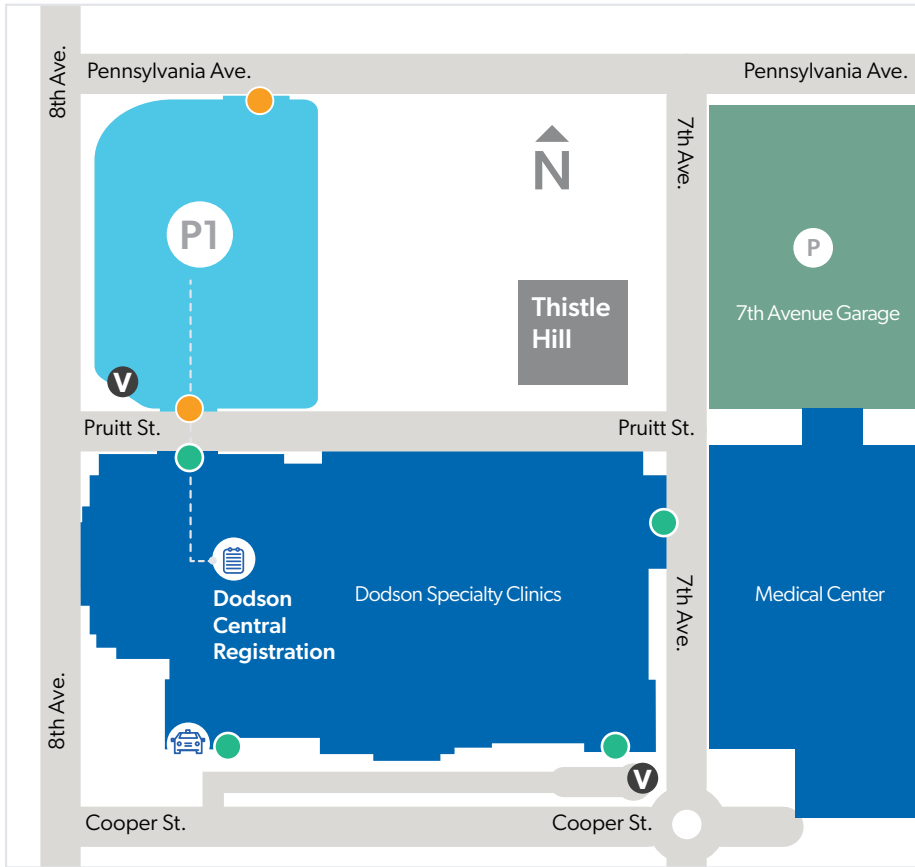 8th Ave.
Pennsylvania Ave.
Pennsylvania Ave.
7th Ave.
N
P1
P
Thistle
Hill
7th Avenue Garage
V
Pruitt St.
Pruitt St.
Dodson
Central
Registration
Dodson Specialty Clinics
7th Ave.
Medical Center
8th Ave.
V
Cooper St.
Cooper St.